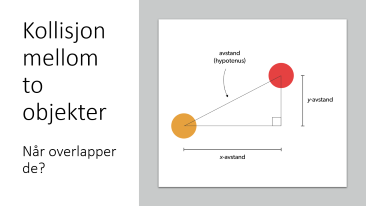 Kollisjon
mellom
to
objekter
Når overlapper
de?
avstand
(hypotenus)
y-avstand
x-avstand